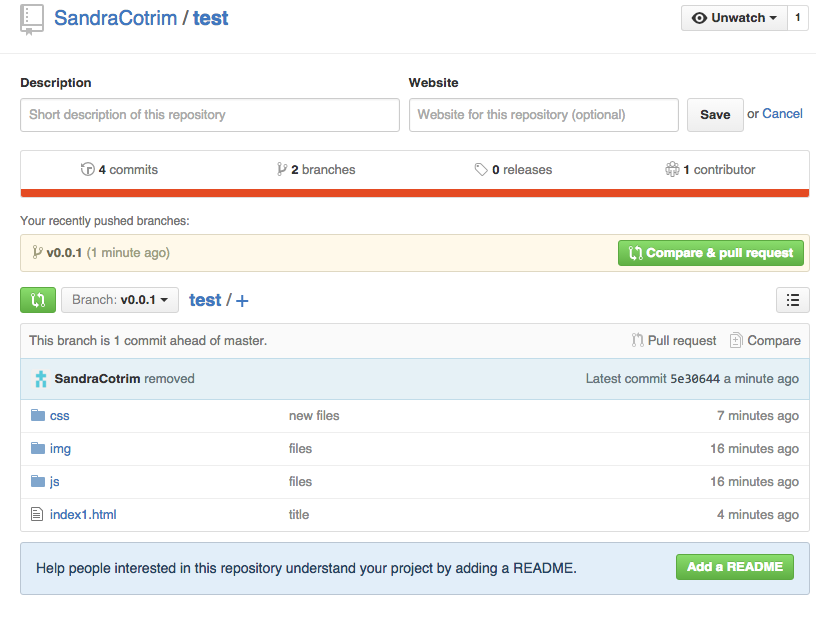 SandraCotrim / test
Unwatch 1
Description Website
Short description of this repository Website for this repository (optional) Save or Cancel
4 commits 2 branches 0 releases 1 contributor
Your recently pushed branches:
v0.0.1 (1 minute ago) Compare & pull request
Branch: v0.0.1 test / +
This branch is 1 commit ahead of master. Pull request Compare
SandraCotrim removed Latest commit 5e30644 a minute ago
css new files 7 minutes ago
img files 16 minutes ago
js files 16 minutes ago
index1.html title 4 minutes ago
Help people interested in this repository understand your project by adding a README. Add a README